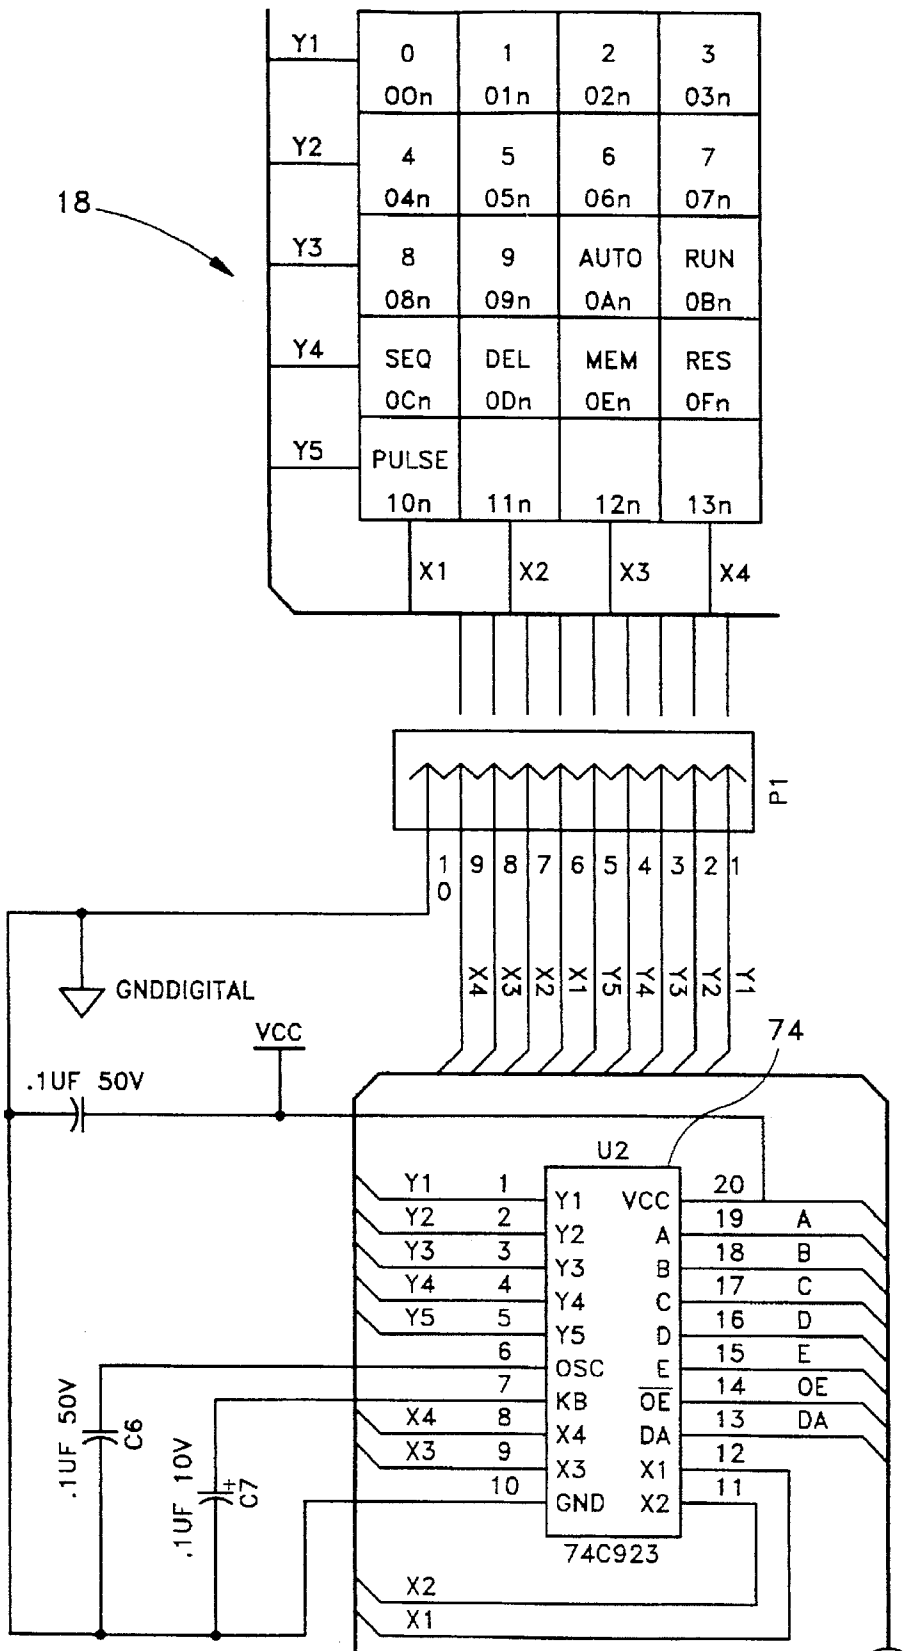 Y1 0 1 2 3
00n 01n 02n 03n
Y2 4 5 6 7
04n 05n 06n 07n
18
Y3 8 9 AUTO RUN
08n 09n 0An 0Bn
Y4 SEQ DEL MEM RES
0Cn 0Dn 0En 0Fn
Y5 PULSE
10n 11n 12n 13n
X1 X2 X3 X4
P1
10 9 8 7 6 5 4 3 2 1
X4 X3 X2 X1 Y5 Y4 Y3 Y2 Y1
GNDDIGITAL
VCC
74
.1UF 50V
U2
Y1 1 Y1 VCC 20
Y2 2 Y2 A 19 A
Y3 3 Y3 B 18 B
Y4 4 Y4 C 17 C
Y5 5 Y5 D 16 D
6 OSC E 15 E
7 KB OE 14 OE
X4 8 X4 DA 13 DA
X3 9 X3 X1 12
10 GND X2 11
74C923
.1UF 50V
C6
.1UF 10V
+
C7
X2
X1